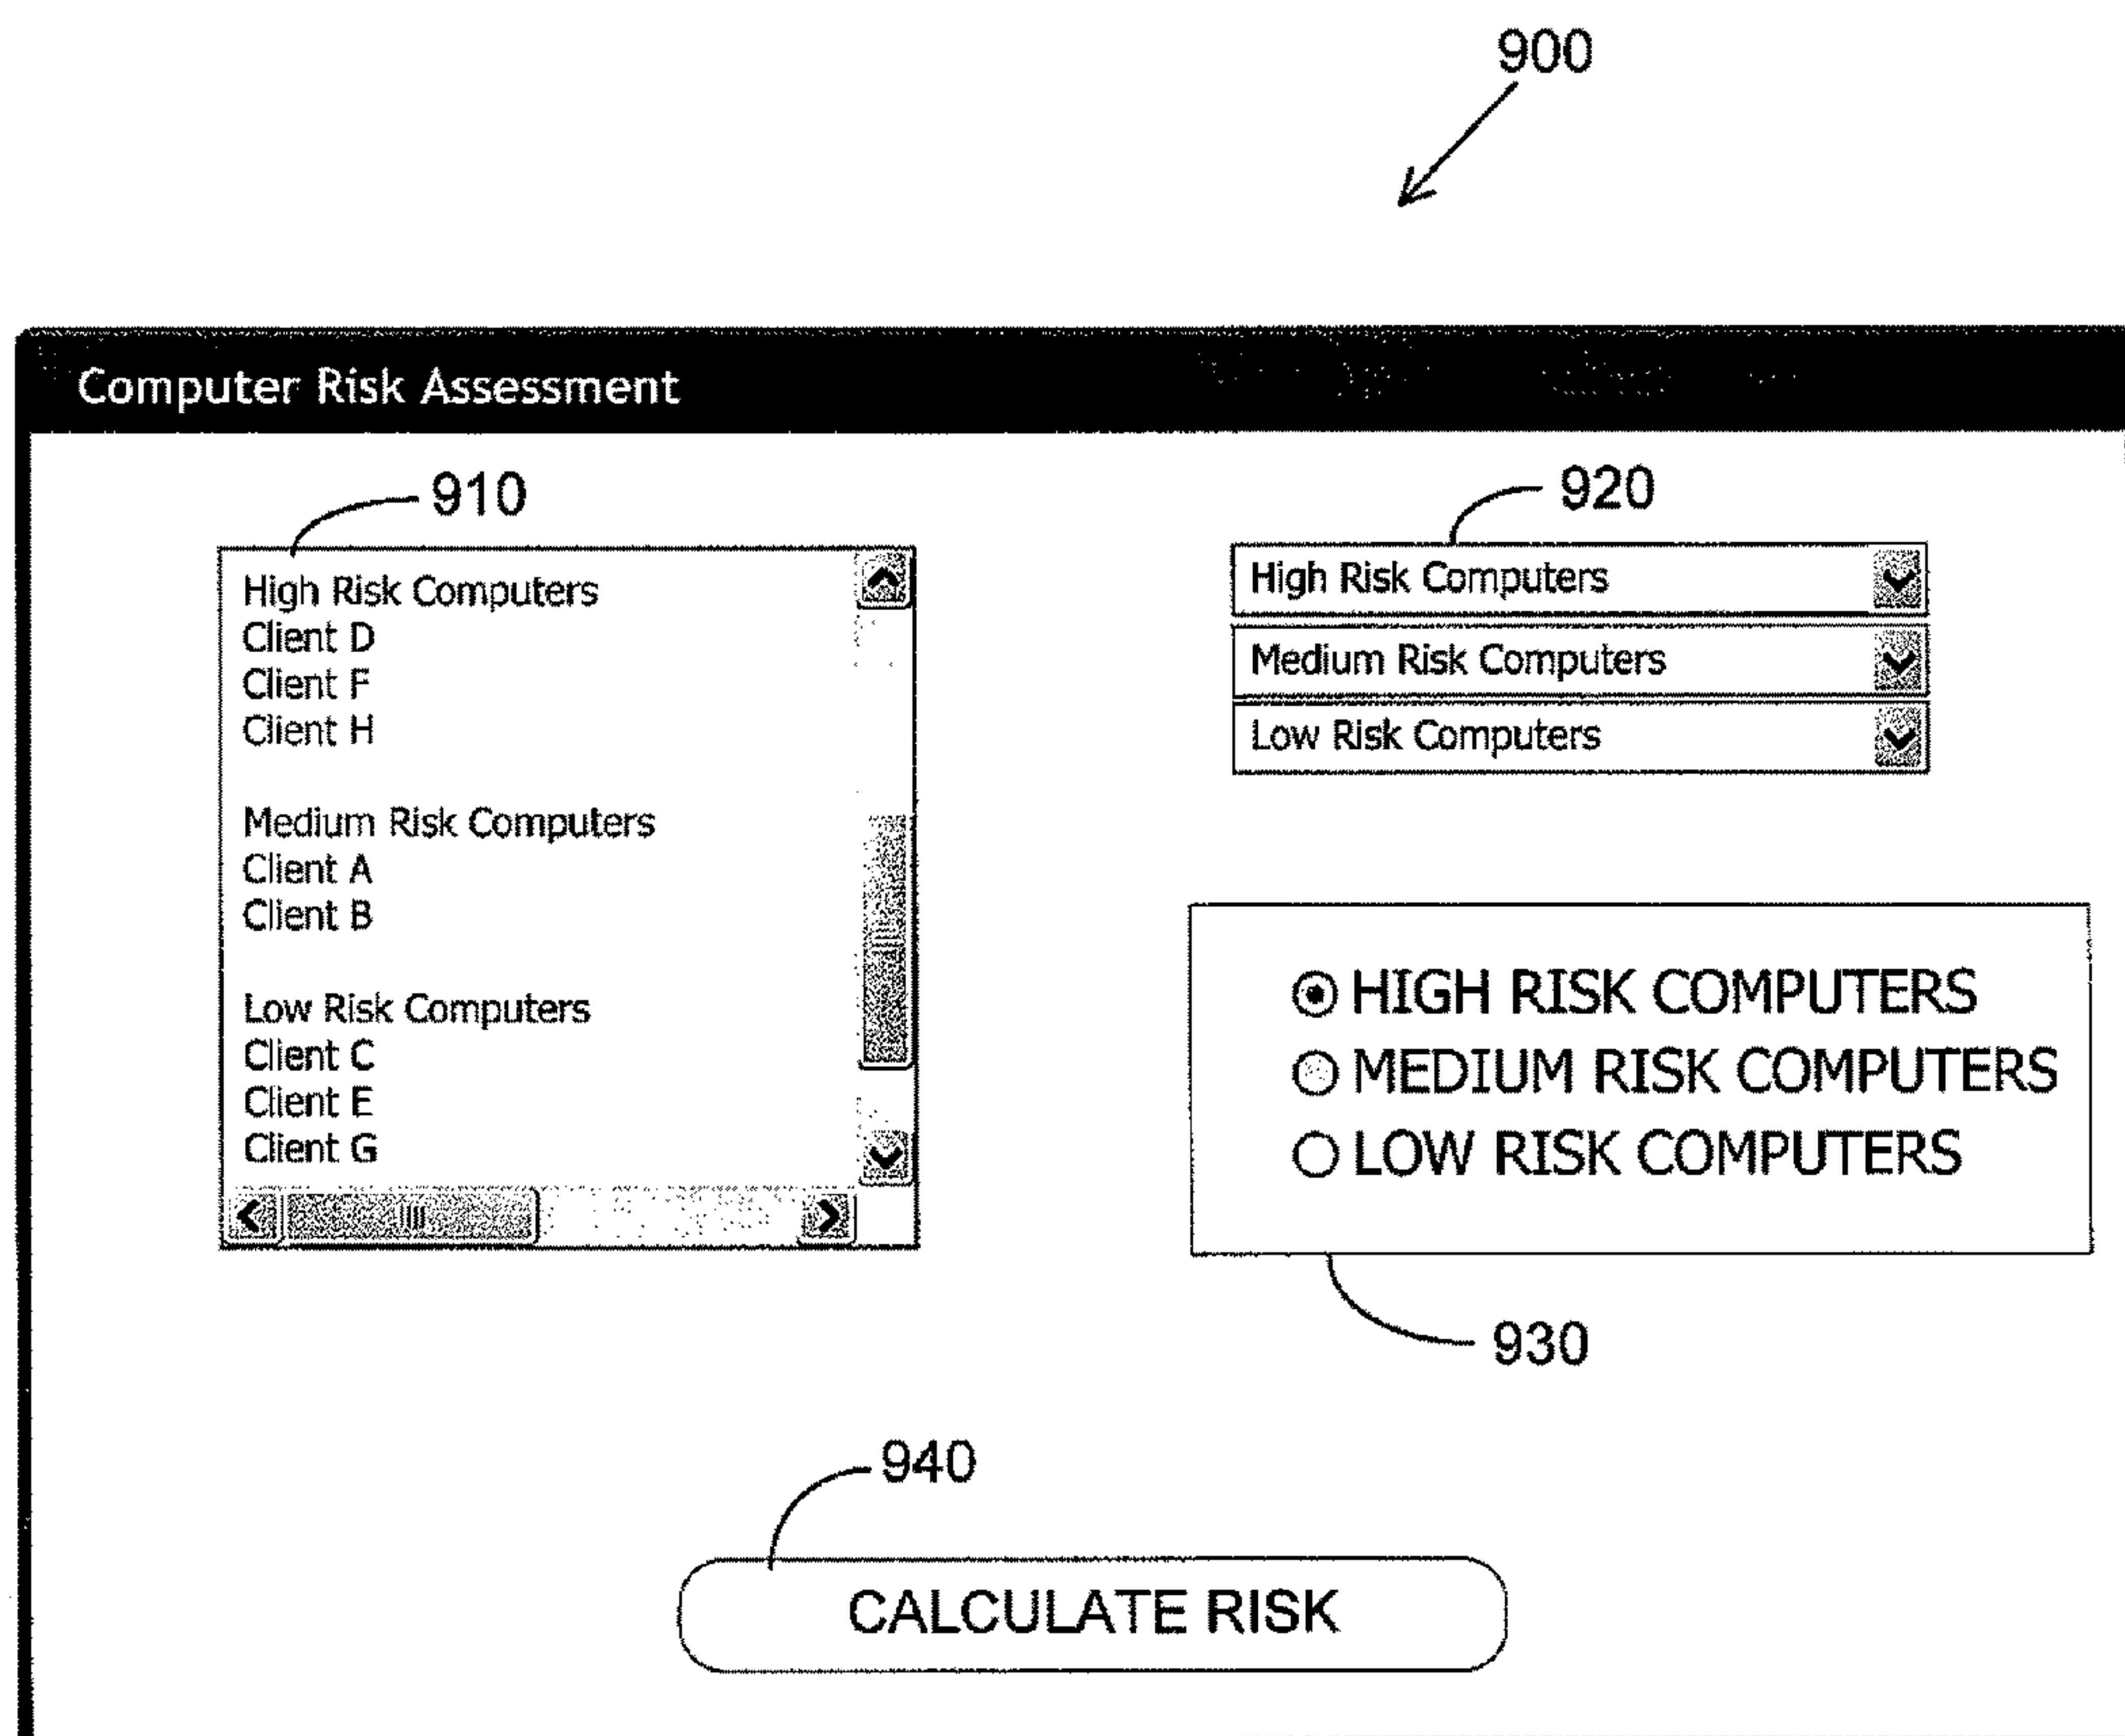 900
Computer Risk Assessment
910
High Risk Computers
Client D
Client F
Client H
Medium Risk Computers
Client A
Client B
Low Risk Computers
Client C
Client E
Client G
920
High Risk Computers
Medium Risk Computers
Low Risk Computers
HIGH RISK COMPUTERS
MEDIUM RISK COMPUTERS
LOW RISK COMPUTERS
930
940
CALCULATE RISK